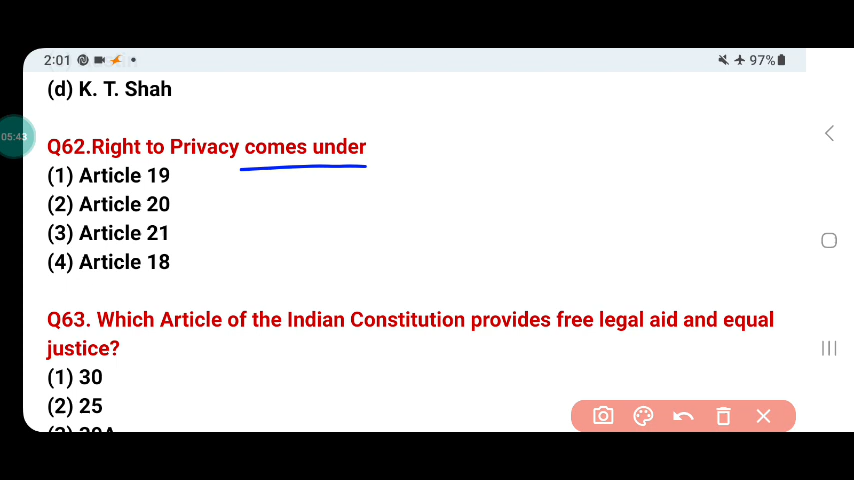 2:01 97%
(d) K. T. Shah
05:43
Q62.Right to Privacy comes under
(1) Article 19
(2) Article 20
(3) Article 21
(4) Article 18
Q63. Which Article of the Indian Constitution provides free legal aid and equal
justice?
(1) 30
(2) 25